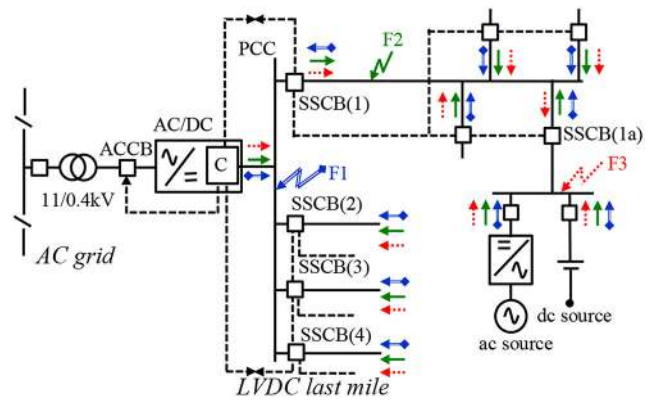 F2
PCC
SSCB(1)
AC/DC
ACCB
C
SSCB(1a)
11/0.4kV
F1
F3
AC grid
SSCB(2)
SSCB(3)
SSCB(4)
dc source
ac source
LVDC last mile